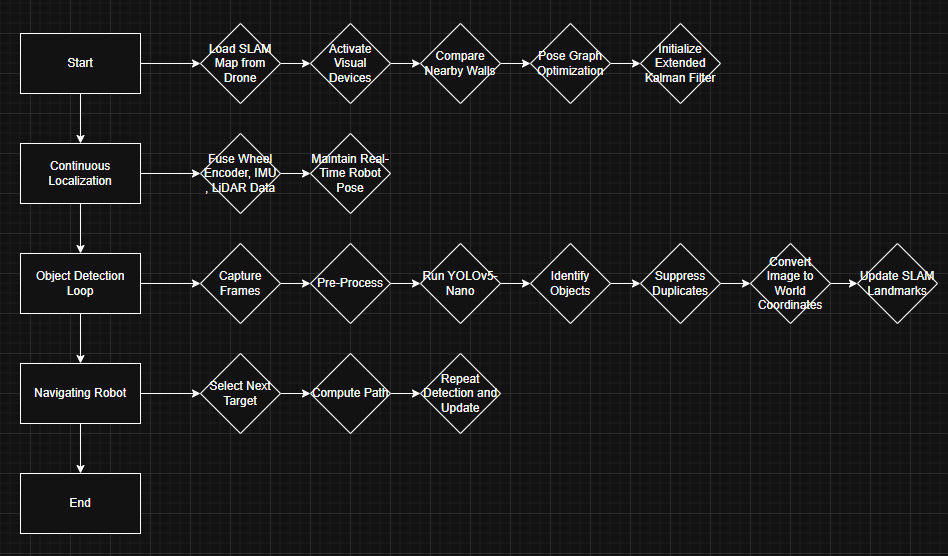 Start
Load SLAM
Map from
Drone
Activate
Visual
Devices
Compare
Nearby Walls
Pose Graph
Optimization
Initialize
Extended
Kalman Filter
Continuous
Localization
Fuse Wheel
Encoder, IMU
, LiDAR Data
Maintain Real-
Time Robot
Pose
Object Detection
Loop
Capture
Frames
Pre-Process
Run YOLOv5-
Nano
Identify
Objects
Suppress
Duplicates
Convert
Image to
World
Coordinates
Update SLAM
Landmarks
Navigating Robot
Select Next
Target
Compute Path
Repeat
Detection and
Update
End